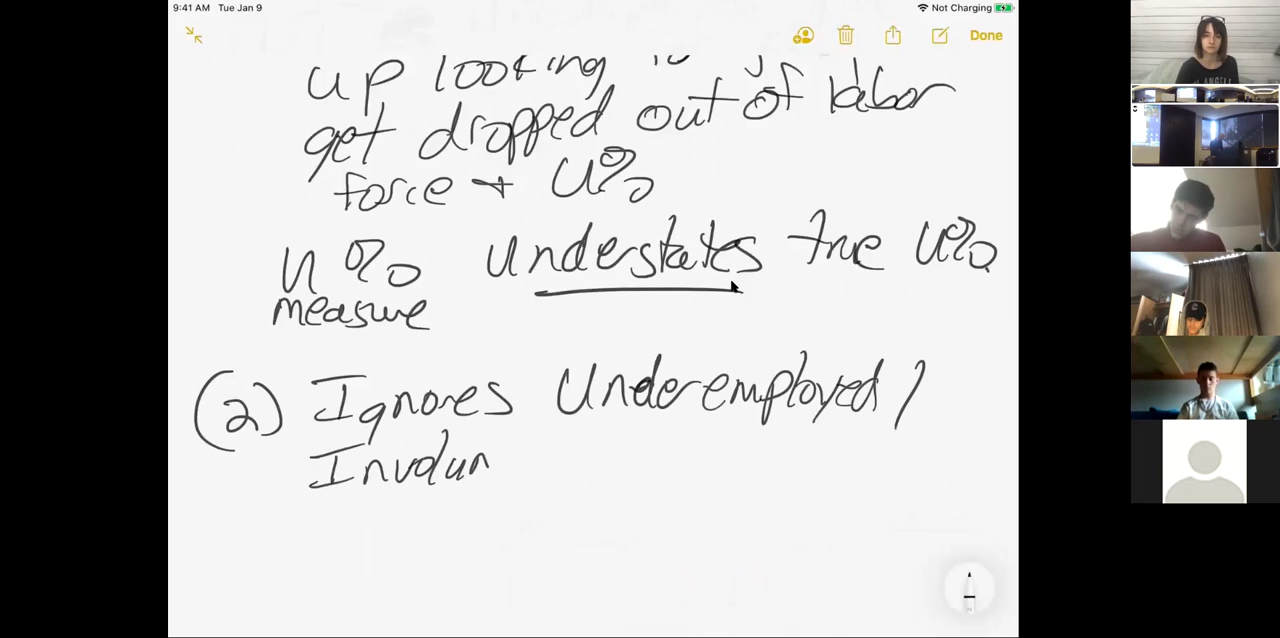 9:41 AM Tue Jan 9
Not Charging
Done
up looking
get dropped out of labor
force + U%
U % understates true U%
measure
(2) Ignores Underemployed /
Involun